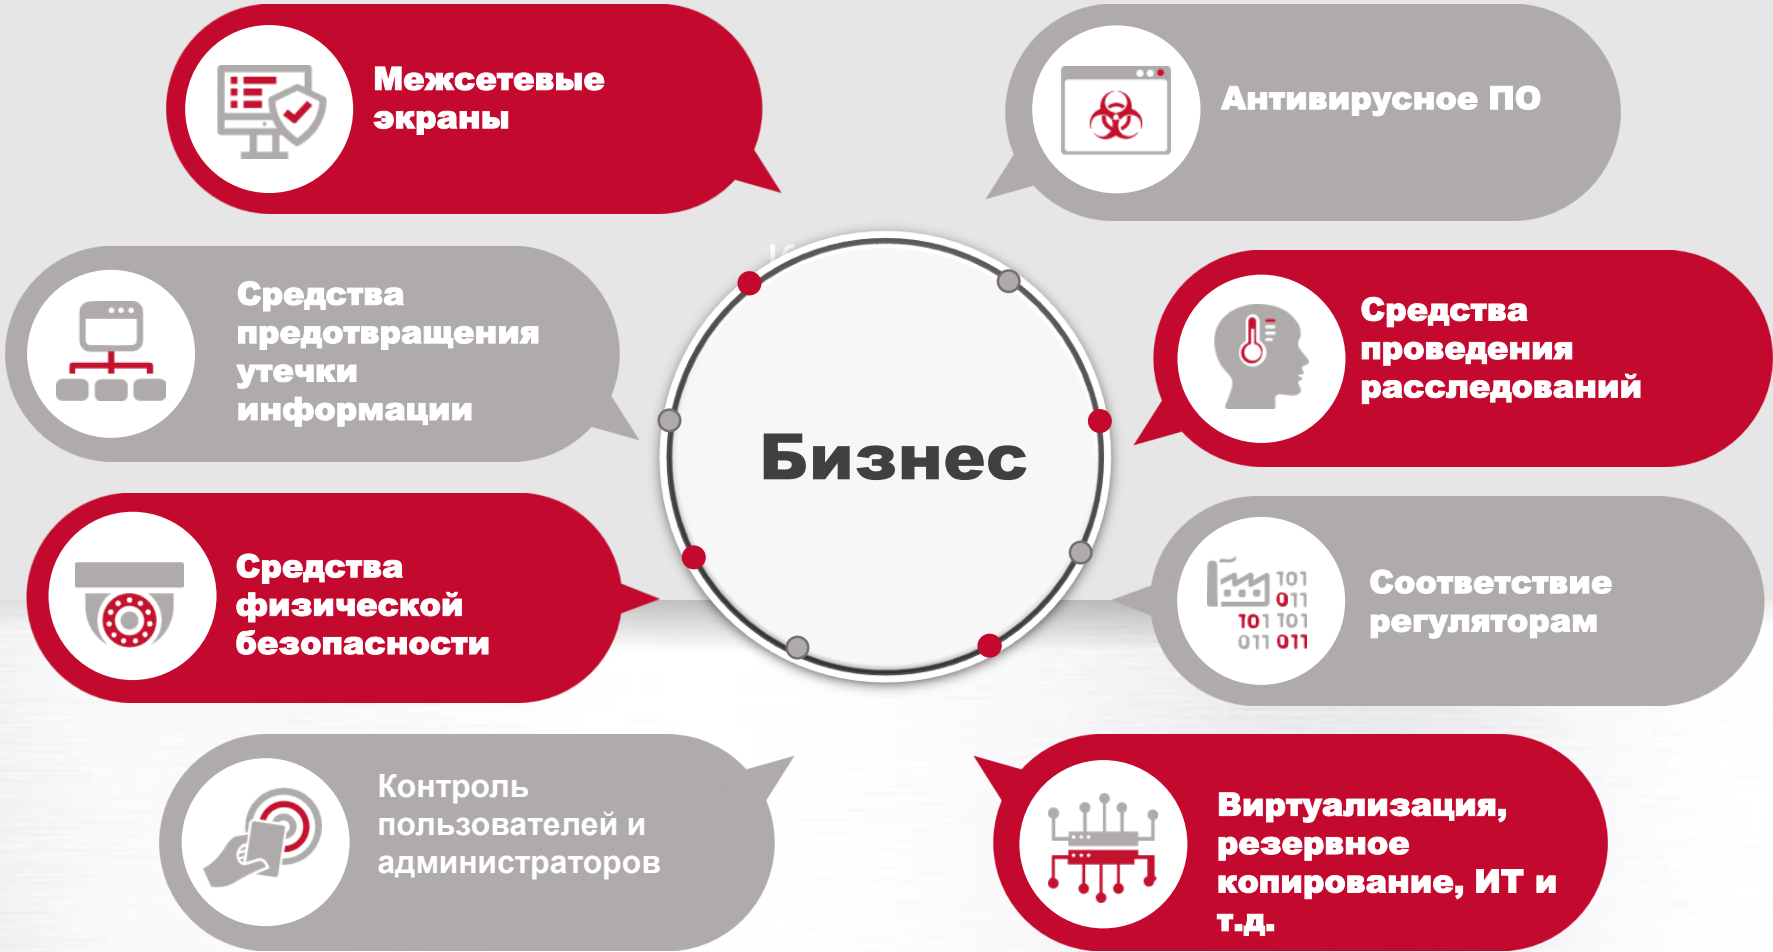 Межсетевые
экраны
Антивирусное ПО
Средства
предотвращения
утечки
информации
Средства
проведения
расследований
Бизнес
Средства
физической
безопасности
Соответствие
регуляторам
101
011
101 101
011 011
Контроль
пользователей и
администраторов
Виртуализация,
резервное
копирование, ИТ и
т.д.